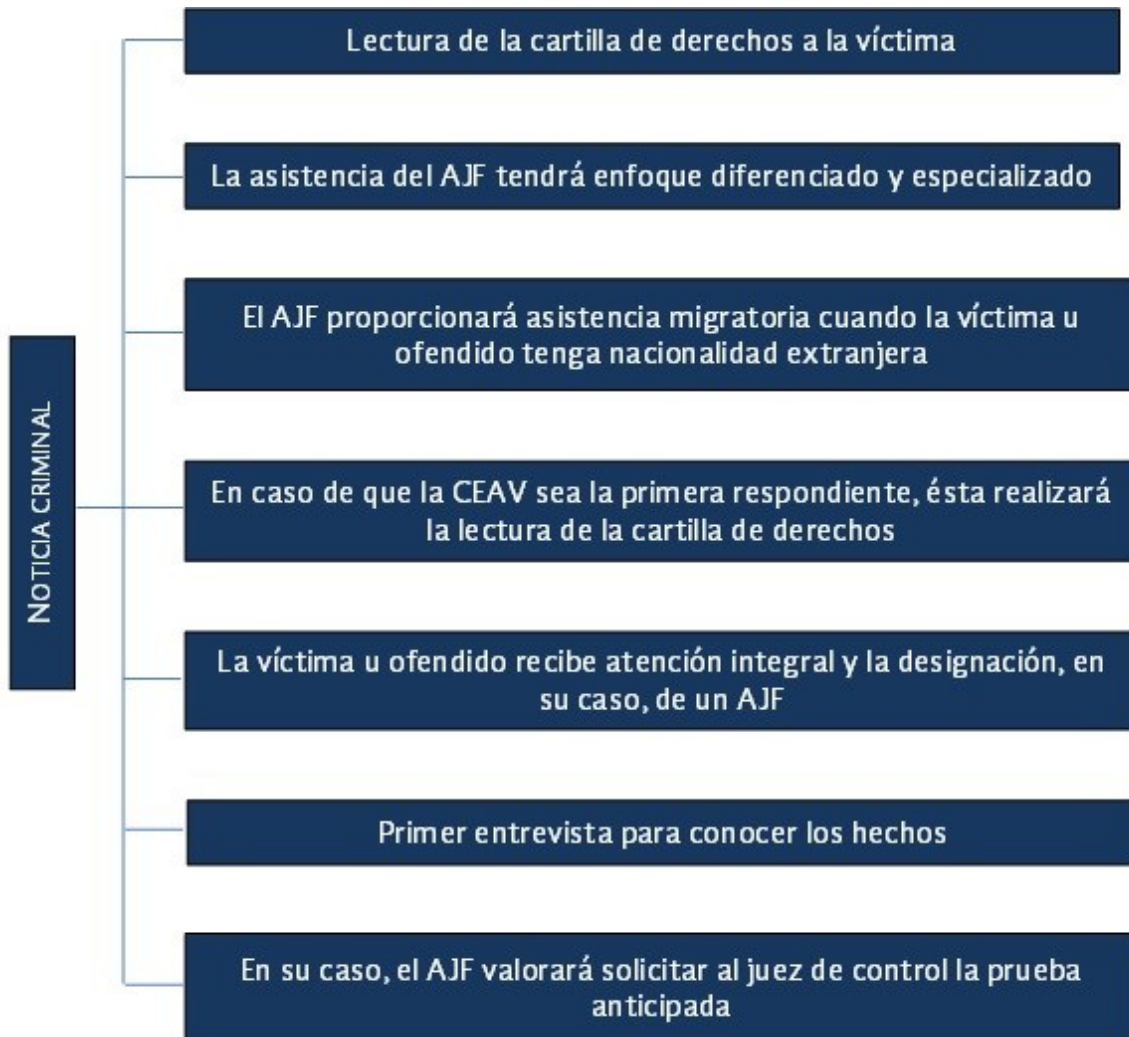 Lectura de la cartilla de derechos a la víctima
La asistencia del AJF tendrá enfoque diferenciado y especializado
El AJF proporcionará asistencia migratoria cuando la víctima u
ofendido tenga nacionalidad extranjera
NOTICIA CRIMINAL
En caso de que la CEAV sea la primera respondiente, ésta realizará
la lectura de la cartilla de derechos
La víctima u ofendido recibe atención integral y la designación, en
su caso, de un AJF
Primer entrevista para conocer los hechos
En su caso, el AJF valorará solicitar al juez de control la prueba
anticipada